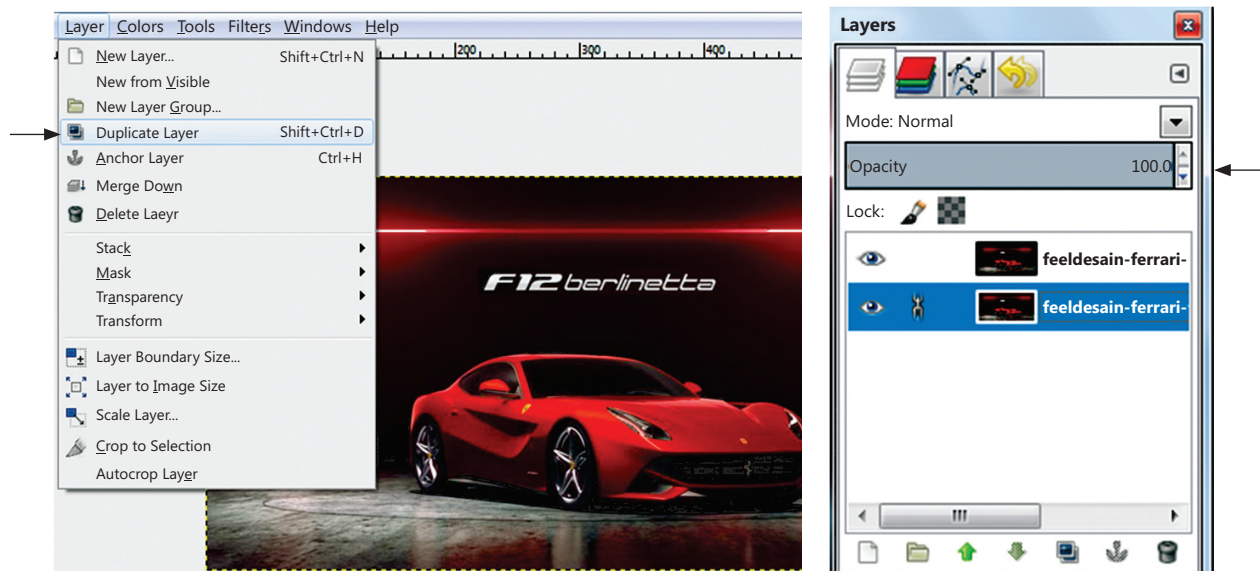 Layer Colors Tools Filters Windows Help
200 300 400
New Layer... Shift+Ctrl+N
New from Visible
New Layer Group...
Duplicate Layer Shift+Ctrl+D
Anchor Layer Ctrl+H
Merge Down
Delete Laeyr
Stack
Mask
Transparency
Transform
Layer Boundary Size...
Layer to Image Size
Scale Layer...
Crop to Selection
Autocrop Layer
F12 berlinetta
Layers
Mode: Normal
Opacity 100.0
Lock:
feeldesain-ferrari-
feeldesain-ferrari-